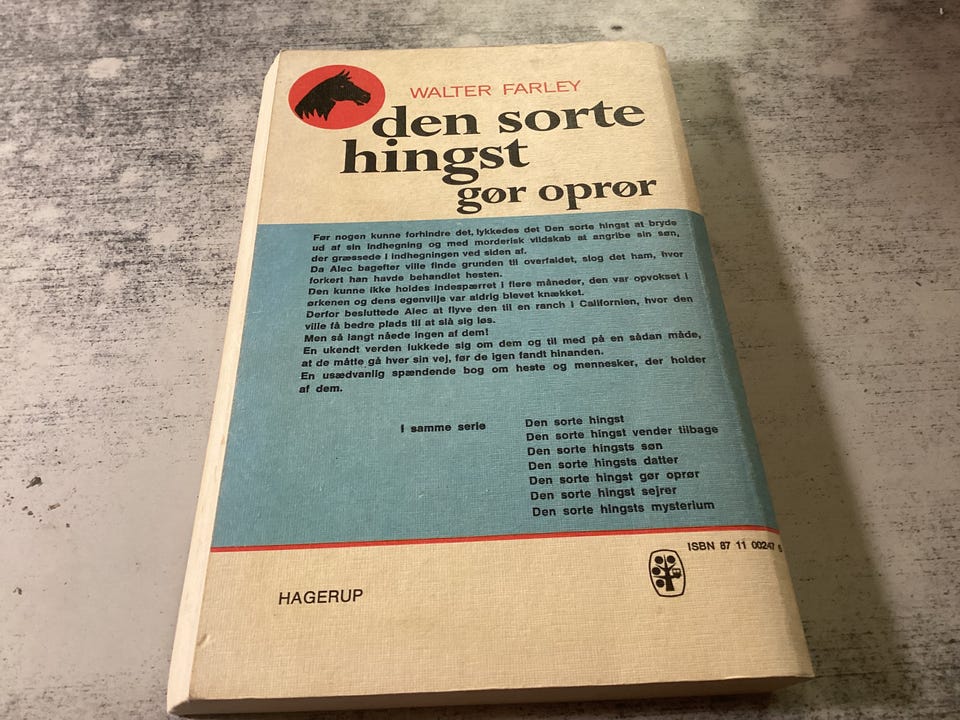 WALTER FARLEY
den sorte
hingst
gør oprør
Før nogen kunne forhindre det, lykkedes det Den sorte hingst at bryde
ud af sin indhegning og med morderisk vildskab at angribe sin søn,
der græssede i indhegningen ved siden af.
Da Alec bagefter ville finde grunden til overfaldet, slog det ham, hvor
forkert han havde behandlet hesten.
Den kunne ikke holdes indespærret i flere måneder, den var opvokset i
ørkenen og dens egenvilje var aldrig blevet knækket.
Derfor besluttede Alec at flyve den til en ranch i Californien, hvor den
ville få bedre plads til at slå sig løs.
Men så langt nåede ingen af dem!
En ukendt verden lukkede sig om dem og til med på en sådan måde,
at de måtte gå hver sin vej, før de igen fandt hinanden.
En usædvanlig spændende bog om heste og mennesker, der holder
af dem.
I samme serie
Den sorte hingst
Den sorte hingst vender tilbage
Den sorte hingsts søn
Den sorte hingsts datter
Den sorte hingst gør oprør
Den sorte hingst sejrer
Den sorte hingsts mysterium
ISBN 87 11 00247 6
HAGERUP